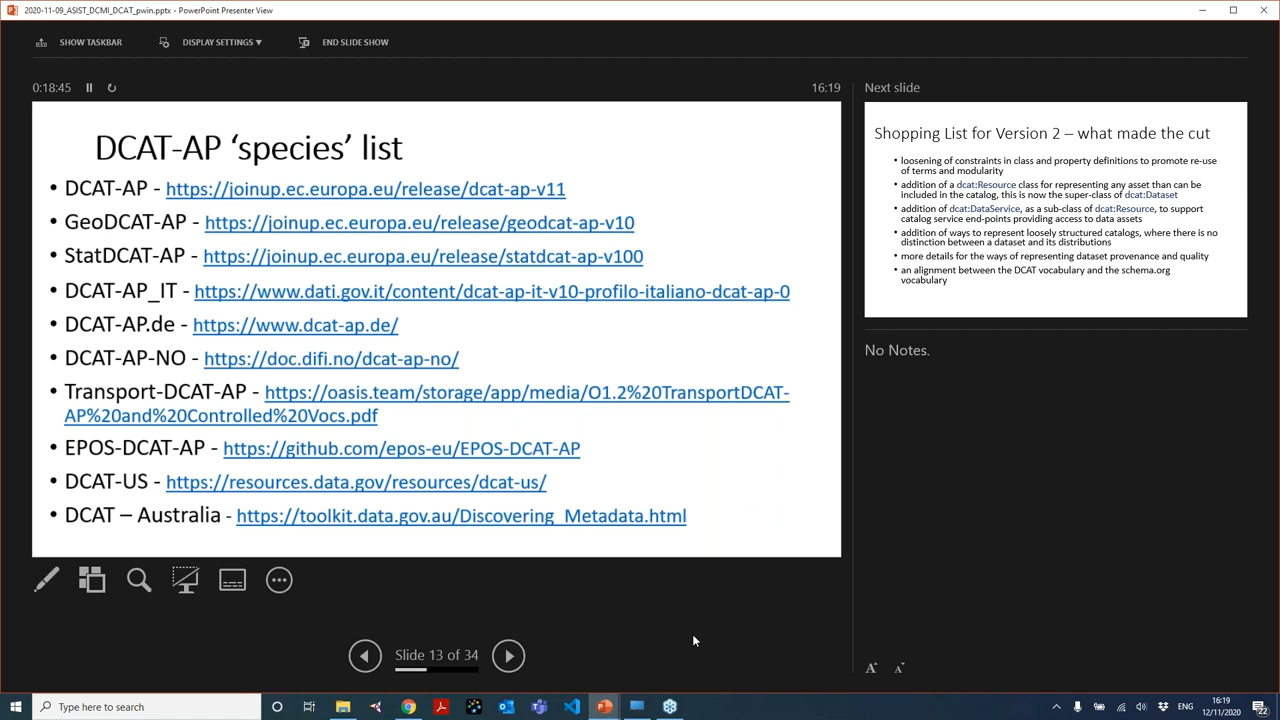 2020-11-09_ASIST_DCMI_DCAT_pwin.pptx - PowerPoint Presenter View
SHOW TASKBAR
DISPLAY SETTINGS ▼
END SLIDE SHOW
0:18:45
16:19
DCAT-AP ‘species’ list
• DCAT-AP - https://joinup.ec.europa.eu/release/dcat-ap-v11
• GeoDCAT-AP - https://joinup.ec.europa.eu/release/geodcat-ap-v10
• StatDCAT-AP - https://joinup.ec.europa.eu/release/statdcat-ap-v100
• DCAT-AP_IT - https://www.dati.gov.it/content/dcat-ap-it-v10-profilo-italiano-dcat-ap-0
• DCAT-AP.de - https://www.dcat-ap.de/
• DCAT-AP-NO - https://doc.difi.no/dcat-ap-no/
• Transport-DCAT-AP - https://oasis.team/storage/app/media/O1.2%20TransportDCAT-
AP%20and%20Controlled%20Vocs.pdf
• EPOS-DCAT-AP - https://github.com/epos-eu/EPOS-DCAT-AP
• DCAT-US - https://resources.data.gov/resources/dcat-us/
• DCAT – Australia - https://toolkit.data.gov.au/Discovering_Metadata.html
Slide 13 of 34
Next slide
Shopping List for Version 2 – what made the cut
• loosening of constraints in class and property definitions to promote re-use
of terms and modularity
• addition of a dcat:Resource class for representing any asset than can be
included in the catalog, this is now the super-class of dcat:Dataset
• addition of dcat:DataService, as a sub-class of dcat:Resource, to support
catalog service end-points providing access to data assets
• addition of ways to represent loosely structured catalogs, where there is no
distinction between a dataset and its distributions
• more details for the ways of representing dataset provenance and quality
• an alignment between the DCAT vocabulary and the schema.org
vocabulary
No Notes.
A A
Type here to search
ENG
16:19
12/11/2020
22